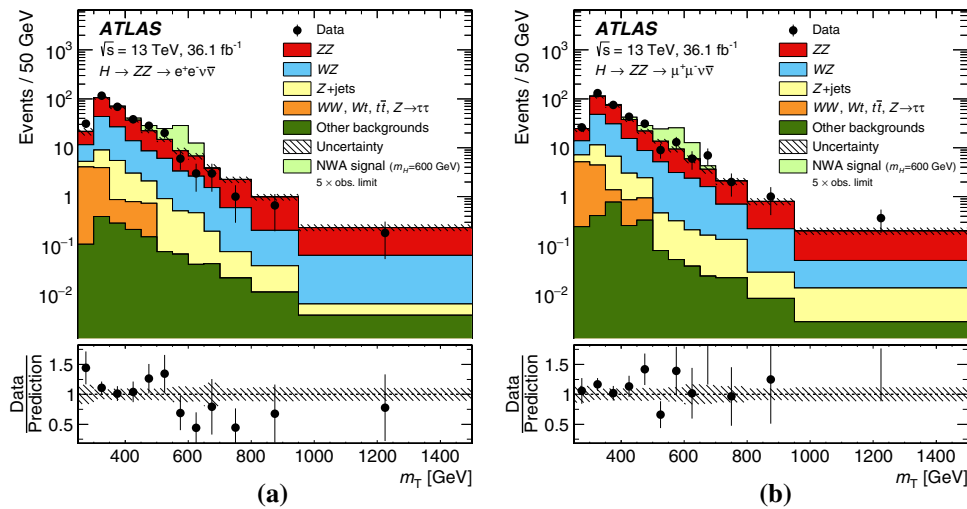 ATLAS
√s = 13 TeV, 36.1 fb⁻¹
H → ZZ → e⁺e⁻νν̄
Data
ZZ
WZ
Z+jets
WW, Wt, tt̄, Z→ττ
Other backgrounds
Uncertainty
NWA signal (m_H=600 GeV)
5 × obs. limit
Events / 50 GeV
10³
10²
10
1
10⁻¹
10⁻²
Data
Prediction
1.5
1
0.5
400 600 800 1000 1200 1400
m_T [GeV]
(a)
ATLAS
√s = 13 TeV, 36.1 fb⁻¹
H → ZZ → μ⁺μ⁻νν̄
Data
ZZ
WZ
Z+jets
WW, Wt, tt̄, Z→ττ
Other backgrounds
Uncertainty
NWA signal (m_H=600 GeV)
5 × obs. limit
Events / 50 GeV
10³
10²
10
1
10⁻¹
10⁻²
Data
Prediction
1.5
1
0.5
400 600 800 1000 1200 1400
m_T [GeV]
(b)